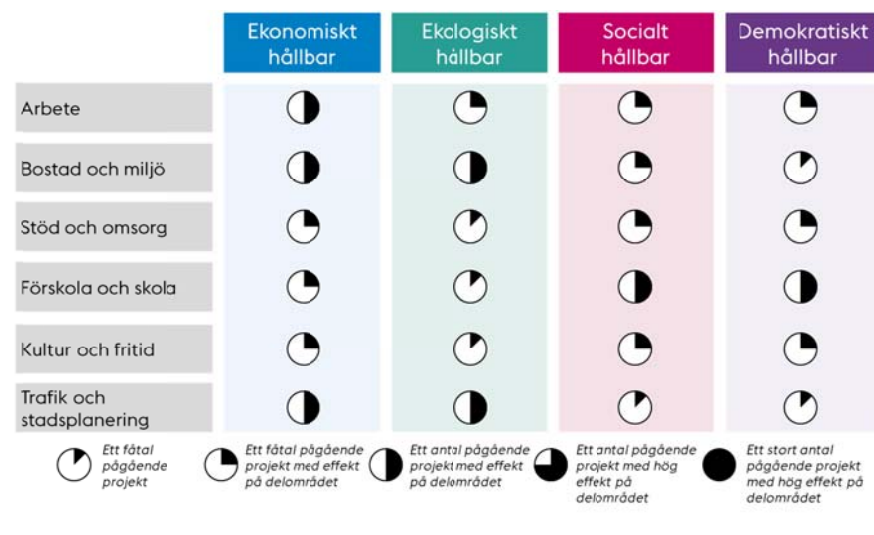 Ekonomiskt
hållbar
Ekologiskt
hållbar
Socialt
hållbar
Demokratiskt
hållbar
Arbete
Bostad och miljö
Stöd och omsorg
Förskola och skola
Kultur och fritid
Trafik och
stadsplanering
Ett fåtal
pågående
projekt
Ett fåtal pågående
projekt med effekt
på delområdet
Ett antal pågående
projekt med effekt
på delområdet
Ett antal pågående
projekt med hög
effekt på
delområdet
Ett stort antal
pågående projekt
med hög effekt på
delområdet